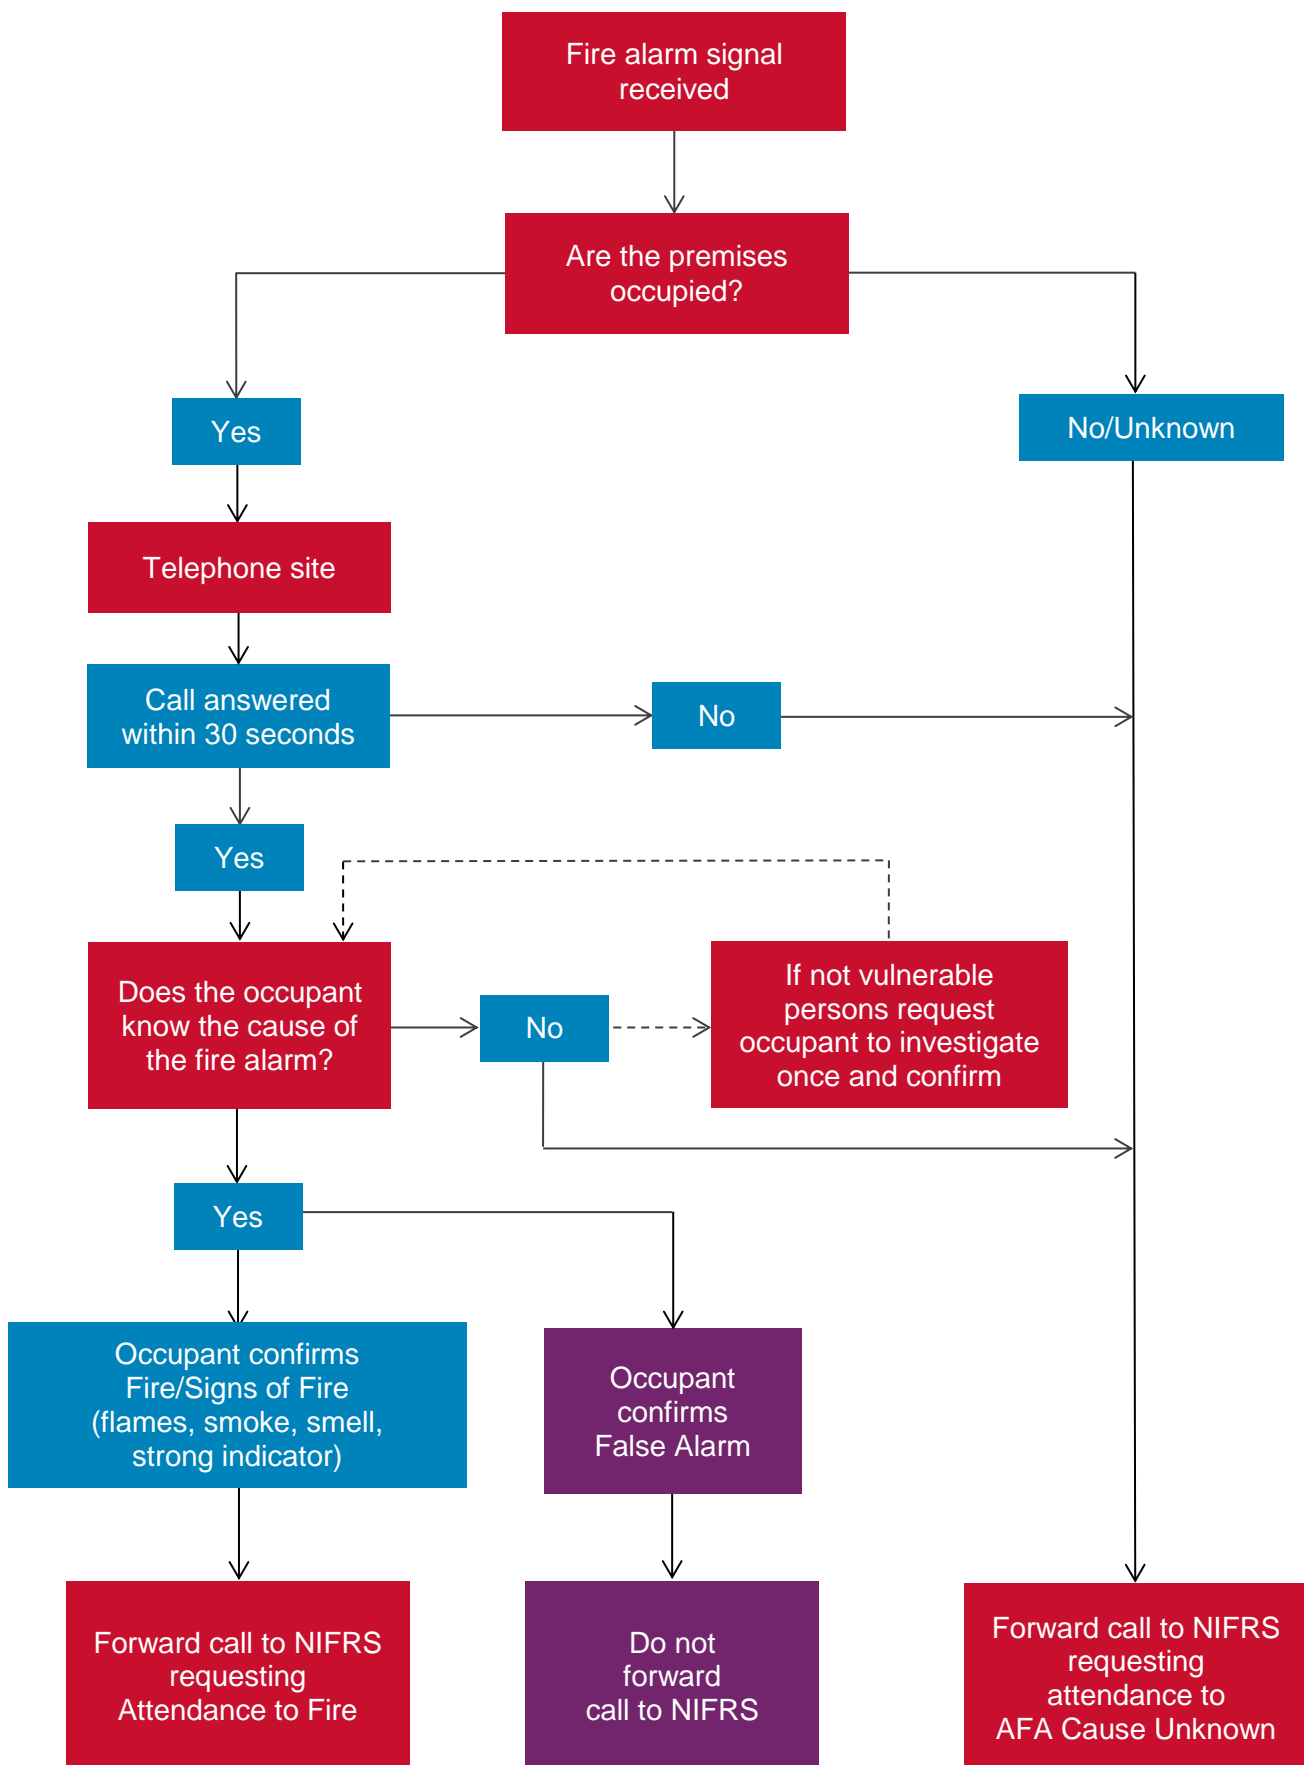 Fire alarm signal
received
Are the premises
occupied?
Yes
No/Unknown
Telephone site
Call answered
within 30 seconds
No
Yes
Does the occupant
know the cause of
the fire alarm?
No
If not vulnerable
persons request
occupant to investigate
once and confirm
Yes
Occupant confirms
Fire/Signs of Fire
(flames, smoke, smell,
strong indicator)
Occupant
confirms
False Alarm
Forward call to NIFRS
requesting
Attendance to Fire
Do not
forward
call to NIFRS
Forward call to NIFRS
requesting
attendance to
AFA Cause Unknown